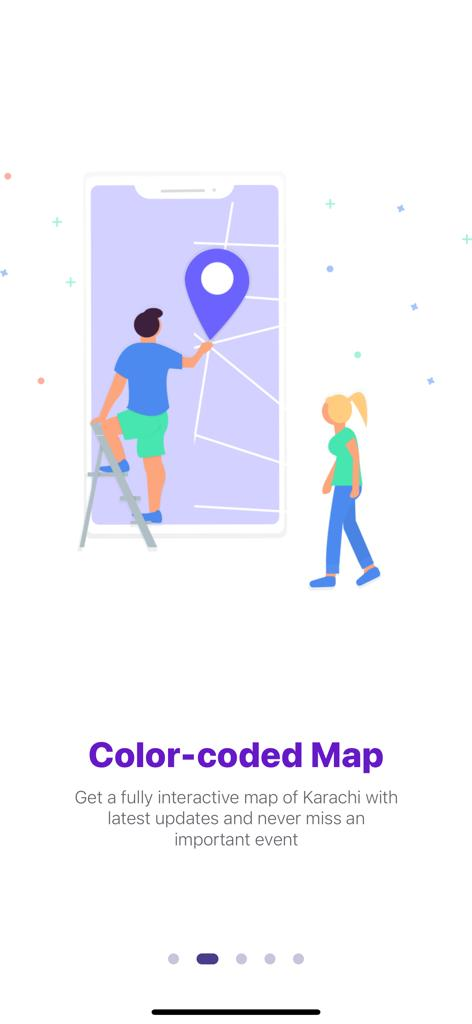 Color-coded Map
Get a fully interactive map of Karachi with
latest updates and never miss an
important event